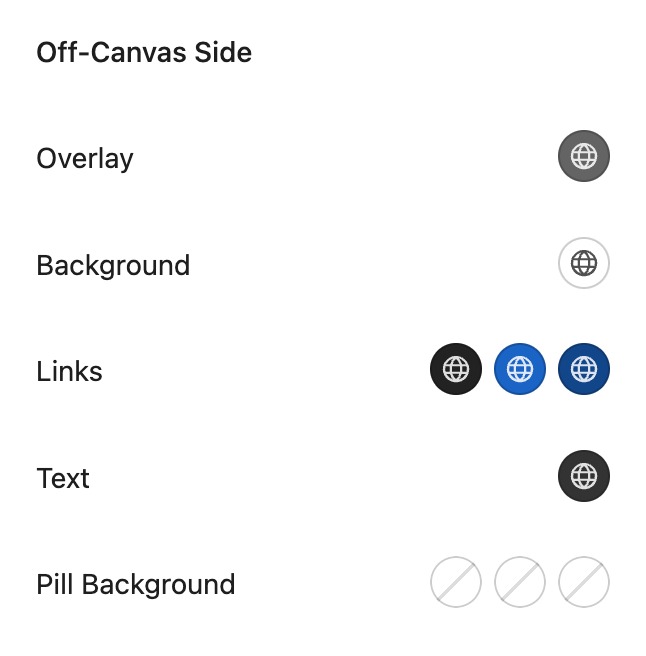 Off-Canvas Side
Overlay
Background
Links
Text
Pill Background